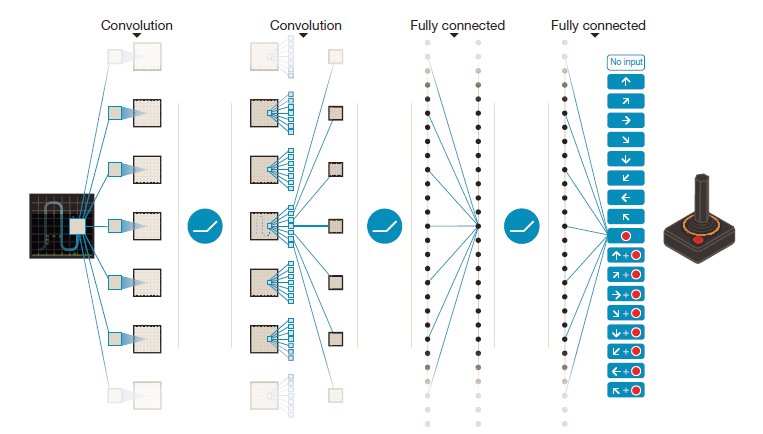 Convolution
Convolution
Fully connected
Fully connected
No input
+
+
+
+
+
+
+
+